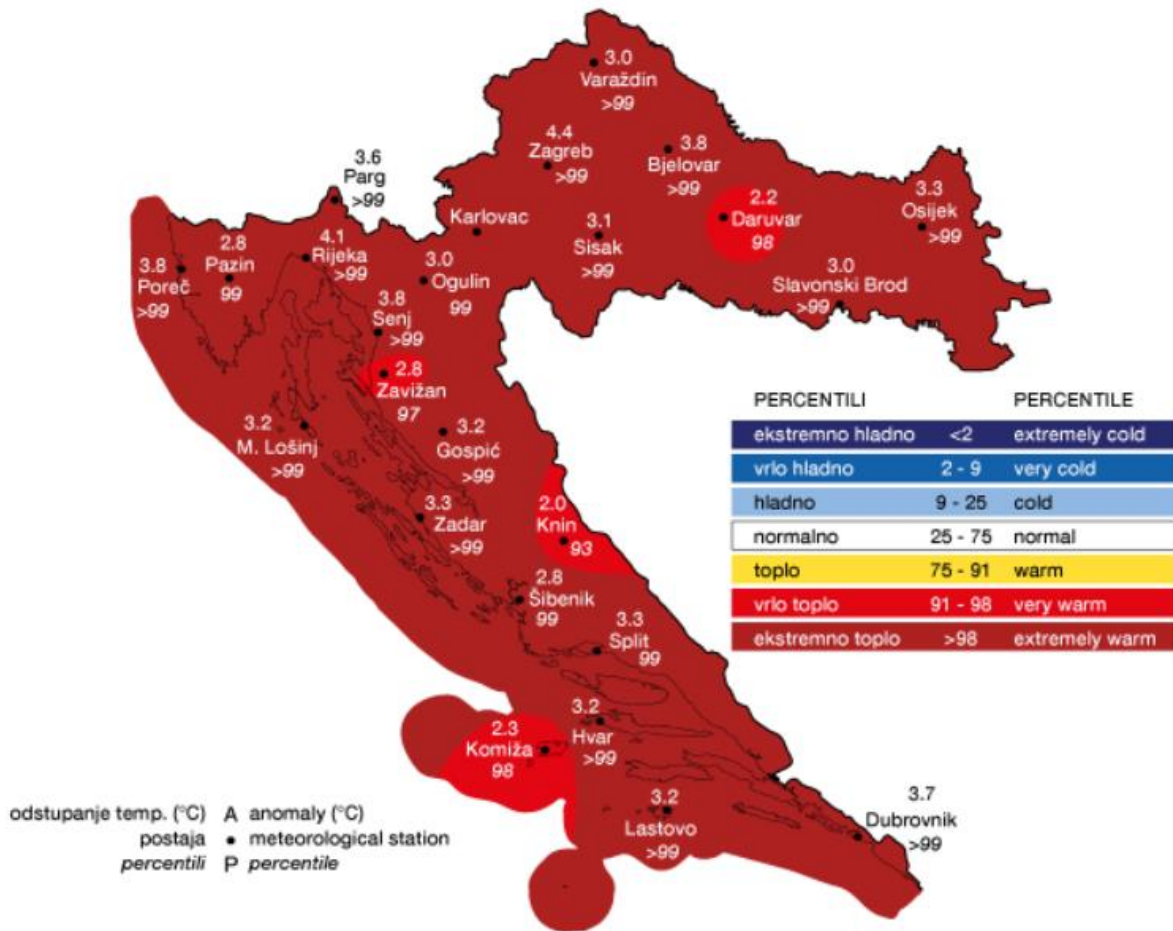 3.0
Varaždin
>99
4.4
Zagreb
>99
3.8
Bjelovar
>99
3.6
Parg
>99
2.2
Daruvar
98
3.3
Osijek
>99
Karlovac
3.1
Sisak
>99
3.8
Poreč
>99
2.8
Pazin
99
4.1
Rijeka
>99
3.0
Ogulin
99
3.0
Slavonski Brod
>99
3.8
Senj
>99
2.8
Zavižan
97
3.2
M. Lošinj
>99
3.2
Gospić
>99
3.3
Zadar
>99
2.0
Knin
93
2.8
Šibenik
99
3.3
Split
99
2.3
Komiža
98
3.2
Hvar
>99
3.2
Lastovo
>99
3.7
Dubrovnik
>99
PERCENTILI PERCENTILE
ekstremno hladno <2 extremely cold
vrlo hladno 2 - 9 very cold
hladno 9 - 25 cold
normalno 25 - 75 normal
toplo 75 - 91 warm
vrlo toplo 91 - 98 very warm
ekstremno toplo >98 extremely warm
odstupanje temp. (°C) A anomaly (°C)
postaja • meteorological station
percentili P percentile